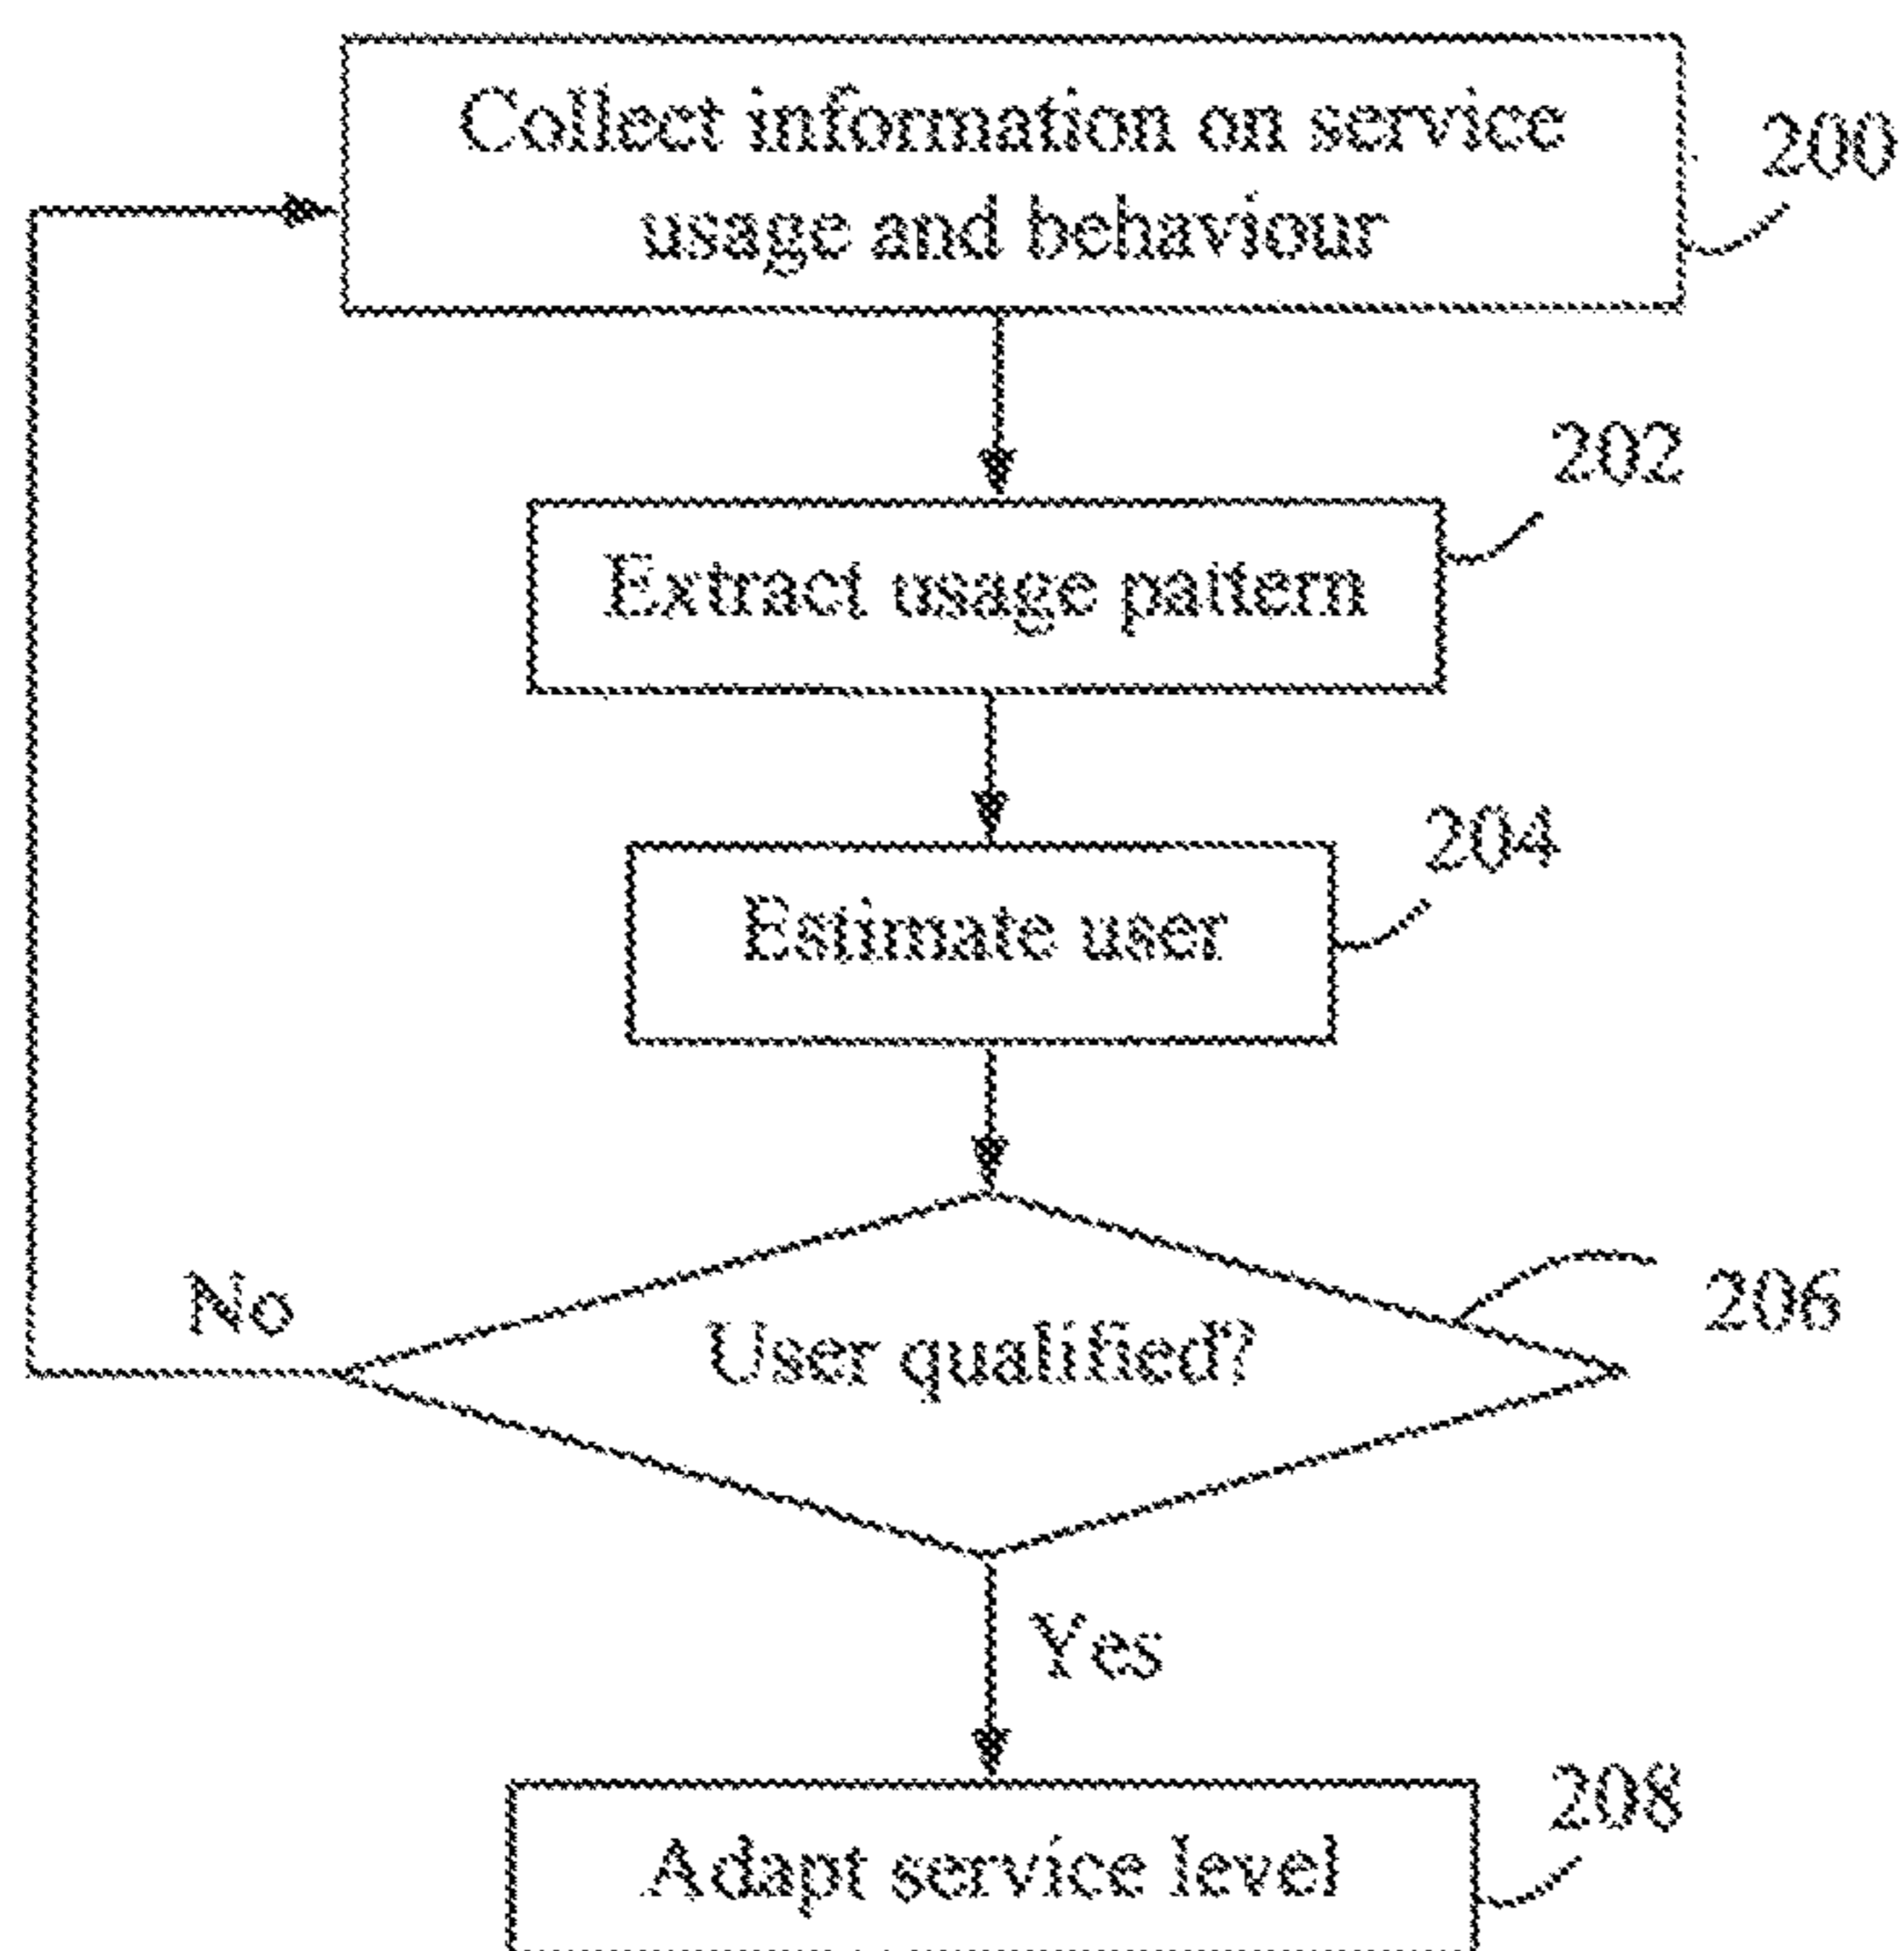 Collect information on service
usage and behaviour
200
202
Extract usage pattern
204
Estimate user
206
No
User qualified?
Yes
208
Adapt service level